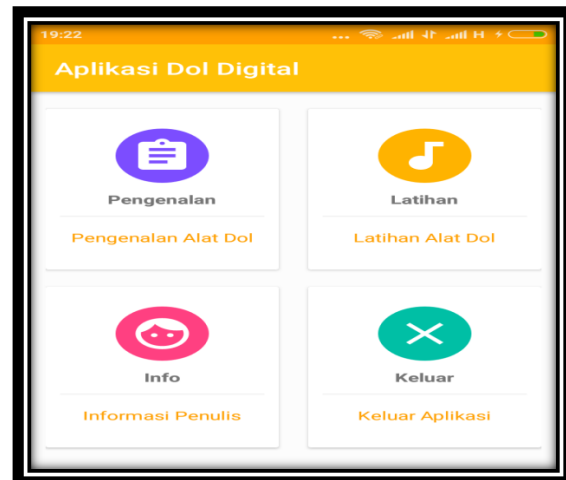 19:22 ... H
Aplikasi Dol Digital
Pengenalan
Pengenalan Alat Dol
Latihan
Latihan Alat Dol
Info
Informasi Penulis
Keluar
Keluar Aplikasi